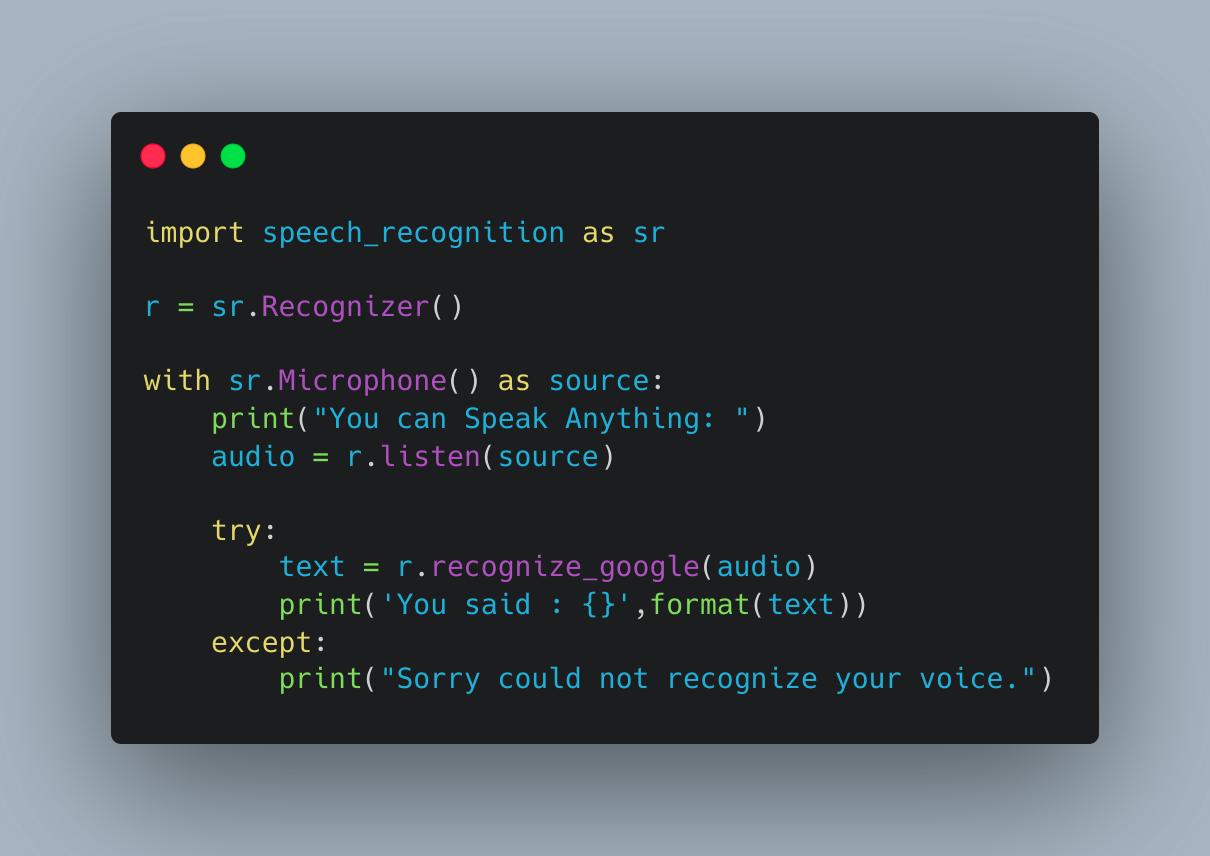 import speech_recognition as sr
r = sr.Recognizer()
with sr.Microphone() as source:
    print("You can Speak Anything: ")
    audio = r.listen(source)
    try:
        text = r.recognize_google(audio)
        print('You said : {}',format(text))
    except:
        print("Sorry could not recognize your voice.")